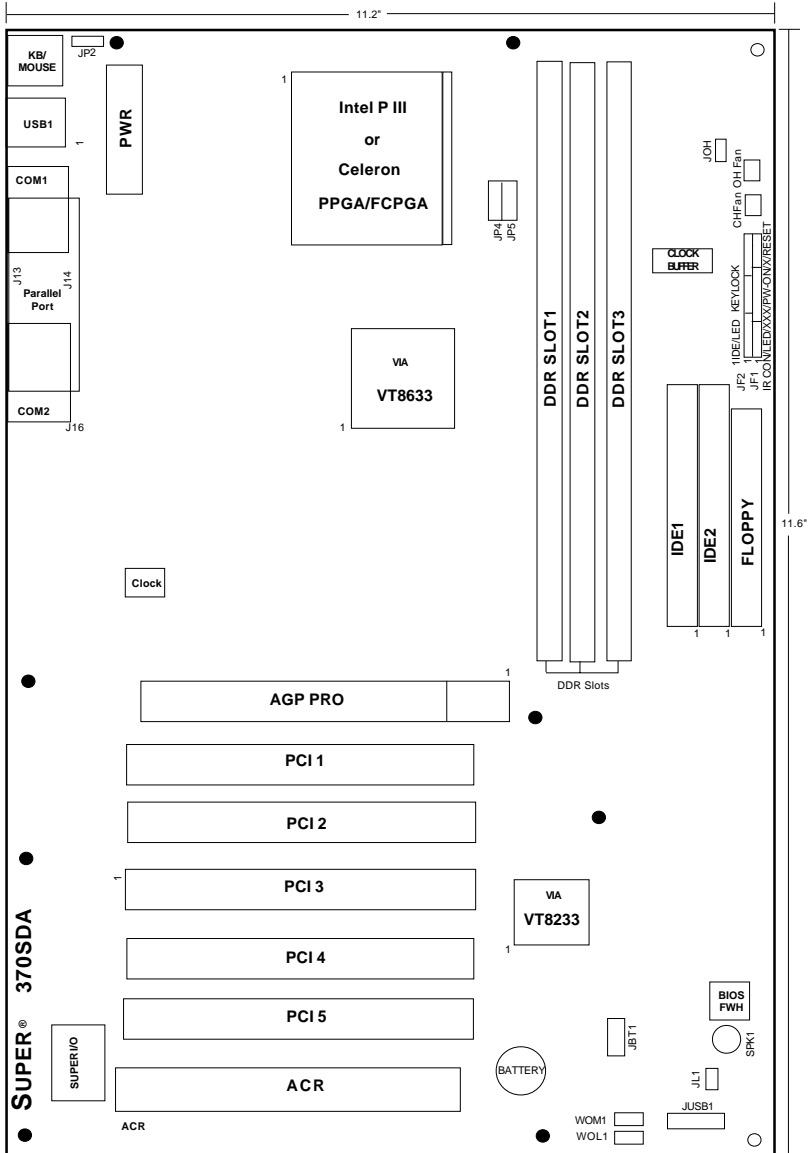 11.2"
KB/
MOUSE
JP2
USB1
1
PWR
1
Intel P III
or
Celeron
PPGA/FCPGA
JP4
JP5
JOH
OH Fan
CHFan
CLOCK
BUFFER
COM1
J13
J14
Parallel
Port
COM2
J16
VIA
VT8633
1
DDR SLOT1
DDR SLOT2
DDR SLOT3
1IDE/LED KEYLOCK
IR CON/LED/XXX/PW-ON/X/RESET
JF2 1
JF1 1
IDE1
IDE2
FLOPPY
1
1
1
11.6"
Clock
DDR Slots
1
AGP PRO
PCI 1
PCI 2
1
PCI 3
PCI 4
PCI 5
ACR
ACR
VIA
VT8233
1
SUPER® 370SDA
SUPER I/O
BATTERY
JBT1
BIOS
FWH
SPK1
JL1
JUSB1
WOM1
WOL1